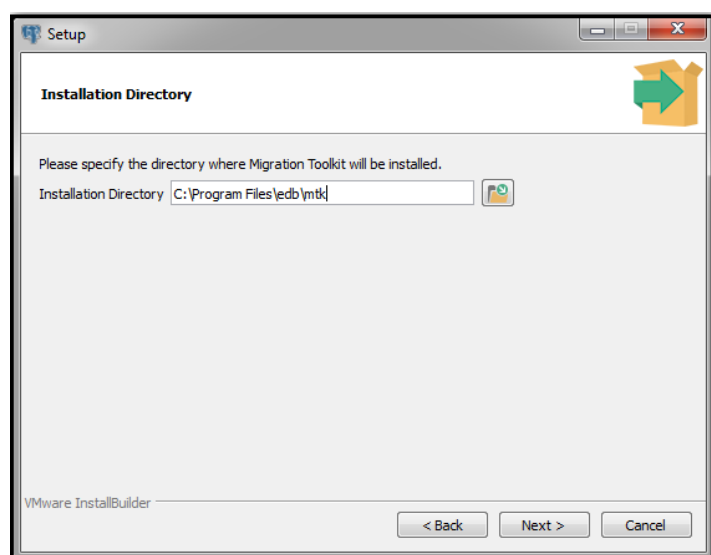 Setup
Installation Directory
Please specify the directory where Migration Toolkit will be installed.
Installation Directory C:\Program Files\edb\mtk
VMware InstallBuilder
< Back Next > Cancel